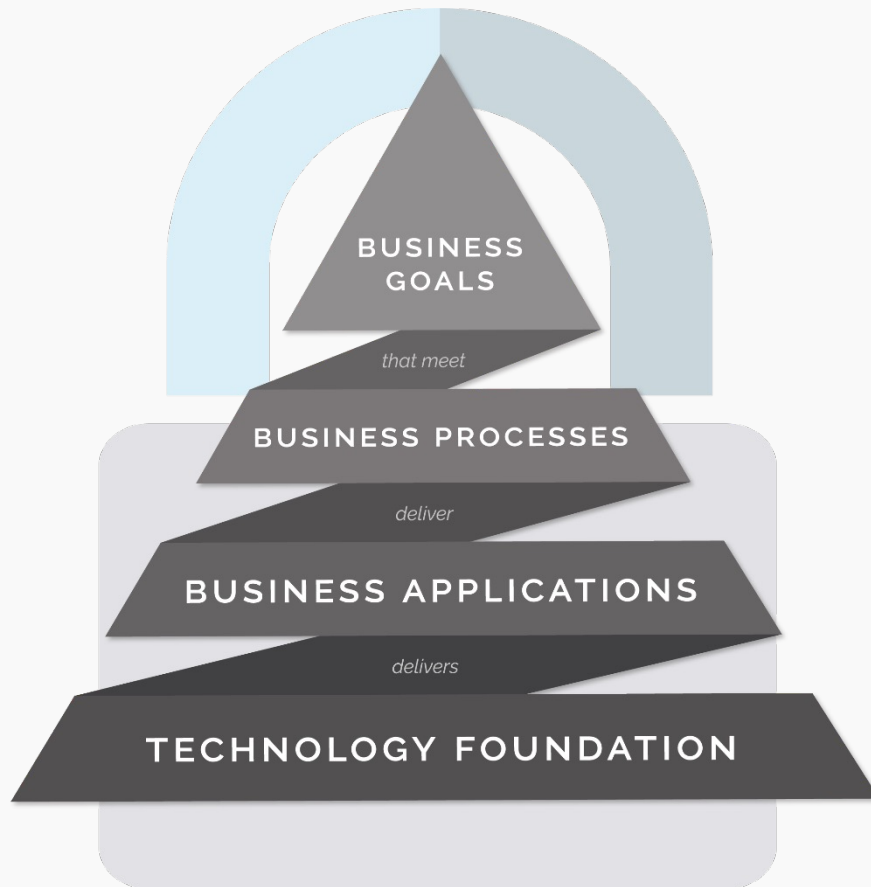 BUSINESS
GOALS
that meet
BUSINESS PROCESSES
deliver
BUSINESS APPLICATIONS
delivers
TECHNOLOGY FOUNDATION